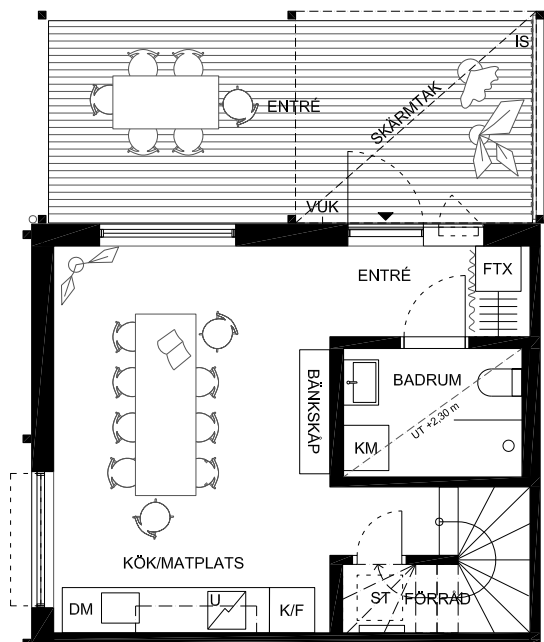 IS
ENTRÉ
SKÄRMTAK
VUK
ENTRÉ
FTX
BÄNKSKÅP
BADRUM
UT +2,30 m
KM
KÖK/MATPLATS
DM
U
K/F
ST
FÖRRÅD